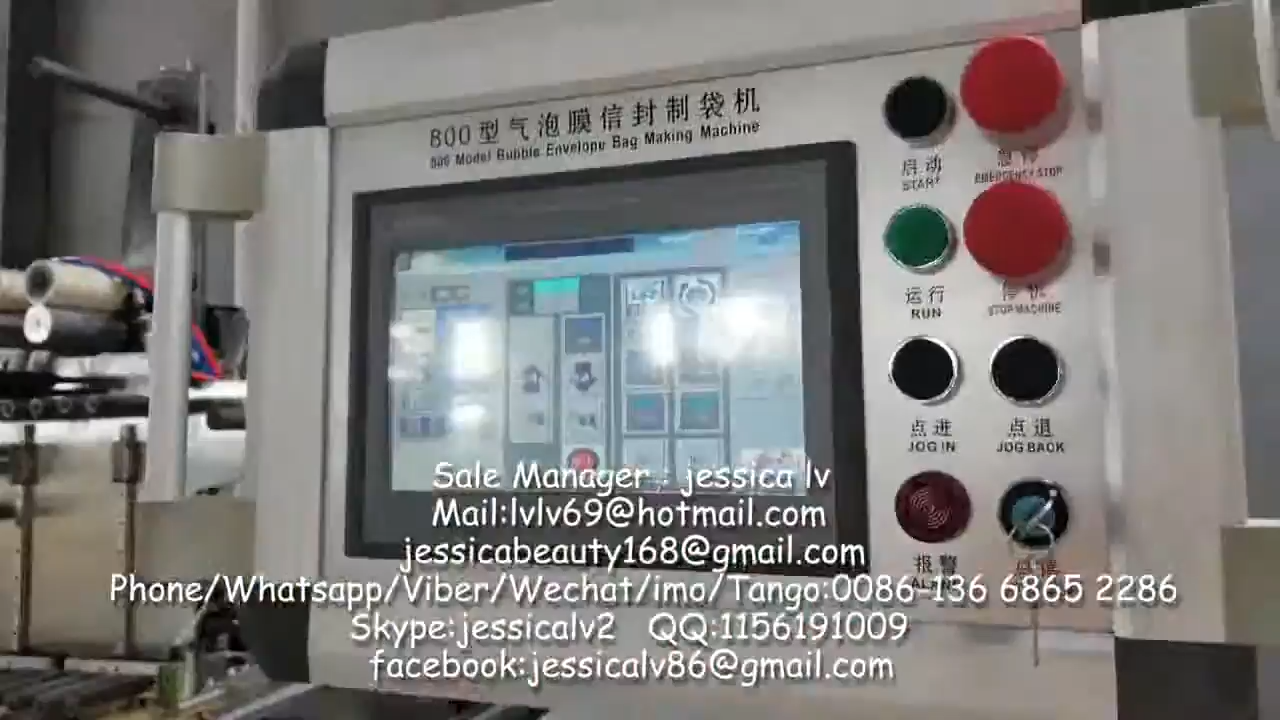 800型气泡膜信封制袋机
800 Model Bubble Envelope Bag Making Machine
启动
START
急停
EMERGENCY STOP
运行
RUN
停机
STOP MACHINE
点进
JOG IN
点退
JOG BACK
报警
Sale Manager : jessica lv
Mail:lvlv69@hotmail.com
jessicabeauty168@gmail.com
Phone/Whatsapp/Viber/Wechat/imo/Tango:0086-136 6865 2286
Skype:jessicalv2 QQ:1156191009
facebook:jessicalv86@gmail.com